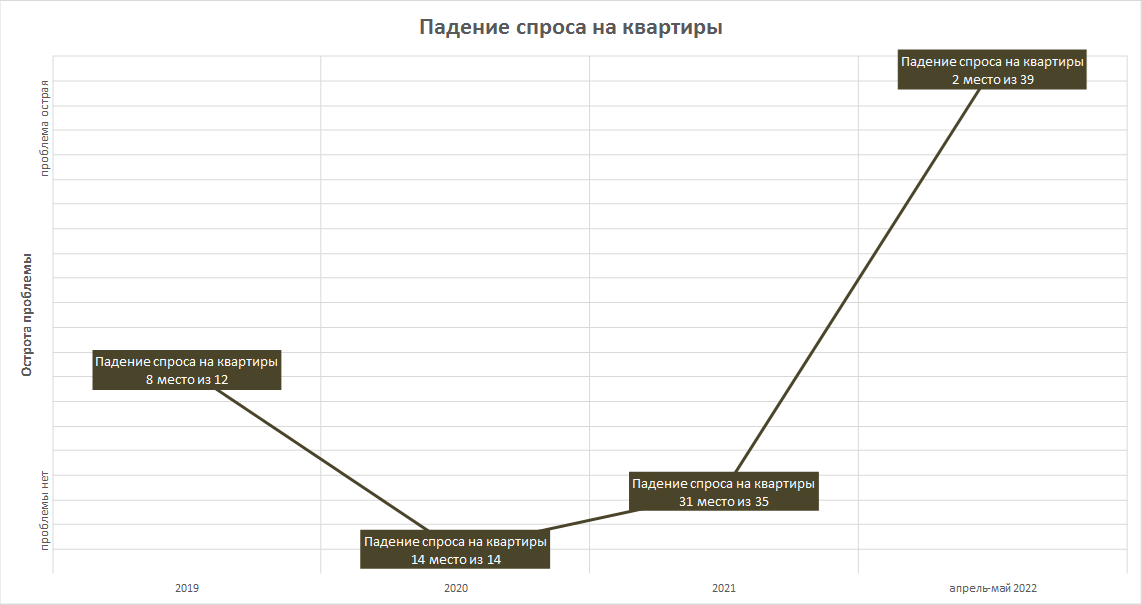 Падение спроса на квартиры
Падение спроса на квартиры
2 место из 39
проблема острая
Острота проблемы
Падение спроса на квартиры
8 место из 12
Падение спроса на квартиры
31 место из 35
проблемы нет
Падение спроса на квартиры
14 место из 14
2019
2020
2021
апрель-май 2022